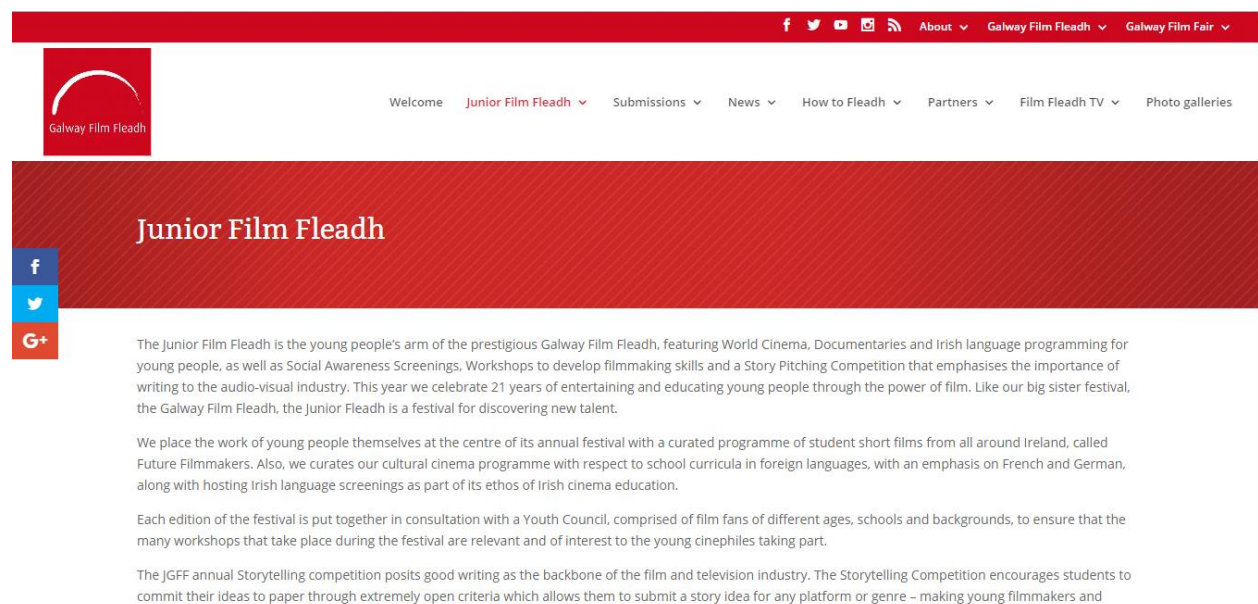 About Galway Film Fleadh Galway Film Fair
Galway Film Fleadh
Welcome Junior Film Fleadh Submissions News How to Fleadh Partners Film Fleadh TV Photo galleries
Junior Film Fleadh
f
G+
The Junior Film Fleadh is the young people's arm of the prestigious Galway Film Fleadh, featuring World Cinema, Documentaries and Irish language programming for
young people, as well as Social Awareness Screenings, Workshops to develop filmmaking skills and a Story Pitching Competition that emphasises the importance of
writing to the audio-visual industry. This year we celebrate 21 years of entertaining and educating young people through the power of film. Like our big sister festival,
the Galway Film Fleadh, the Junior Fleadh is a festival for discovering new talent.
We place the work of young people themselves at the centre of its annual festival with a curated programme of student short films from all around Ireland, called
Future Filmmakers. Also, we curates our cultural cinema programme with respect to school curricula in foreign languages, with an emphasis on French and German,
along with hosting Irish language screenings as part of its ethos of Irish cinema education.
Each edition of the festival is put together in consultation with a Youth Council, comprised of film fans of different ages, schools and backgrounds, to ensure that the
many workshops that take place during the festival are relevant and of interest to the young cinephiles taking part.
The JGFF annual Storytelling competition posits good writing as the backbone of the film and television industry. The Storytelling Competition encourages students to
commit their ideas to paper through extremely open criteria which allows them to submit a story idea for any platform or genre – making young filmmakers and